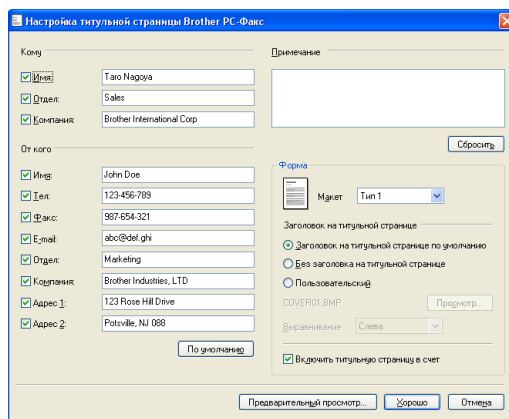 Настройка титульной страницы Brother PC-Факс
Кому
Имя: Taro Nagoya
Отдел: Sales
Компания: Brother International Corp
От кого
Имя: John Doe
Тел: 123-456-789
Факс: 987-654-321
E-mail: abc@def.ghi
Отдел: Marketing
Компания: Brother Industries, LTD
Адрес 1: 123 Rose Hill Drive
Адрес 2: Potsville, NJ 088
По умолчанию
Примечание
Сбросить
Форма
Макет Тип 1
Заголовок на титульной странице
Заголовок на титульной странице по умолчанию
Без заголовка на титульной странице
Пользовательский
COVER01.BMP Просмотр...
Выравнивание Слева
Включить титульную страницу в счет
Предварительный просмотр... Хорошо Отмена